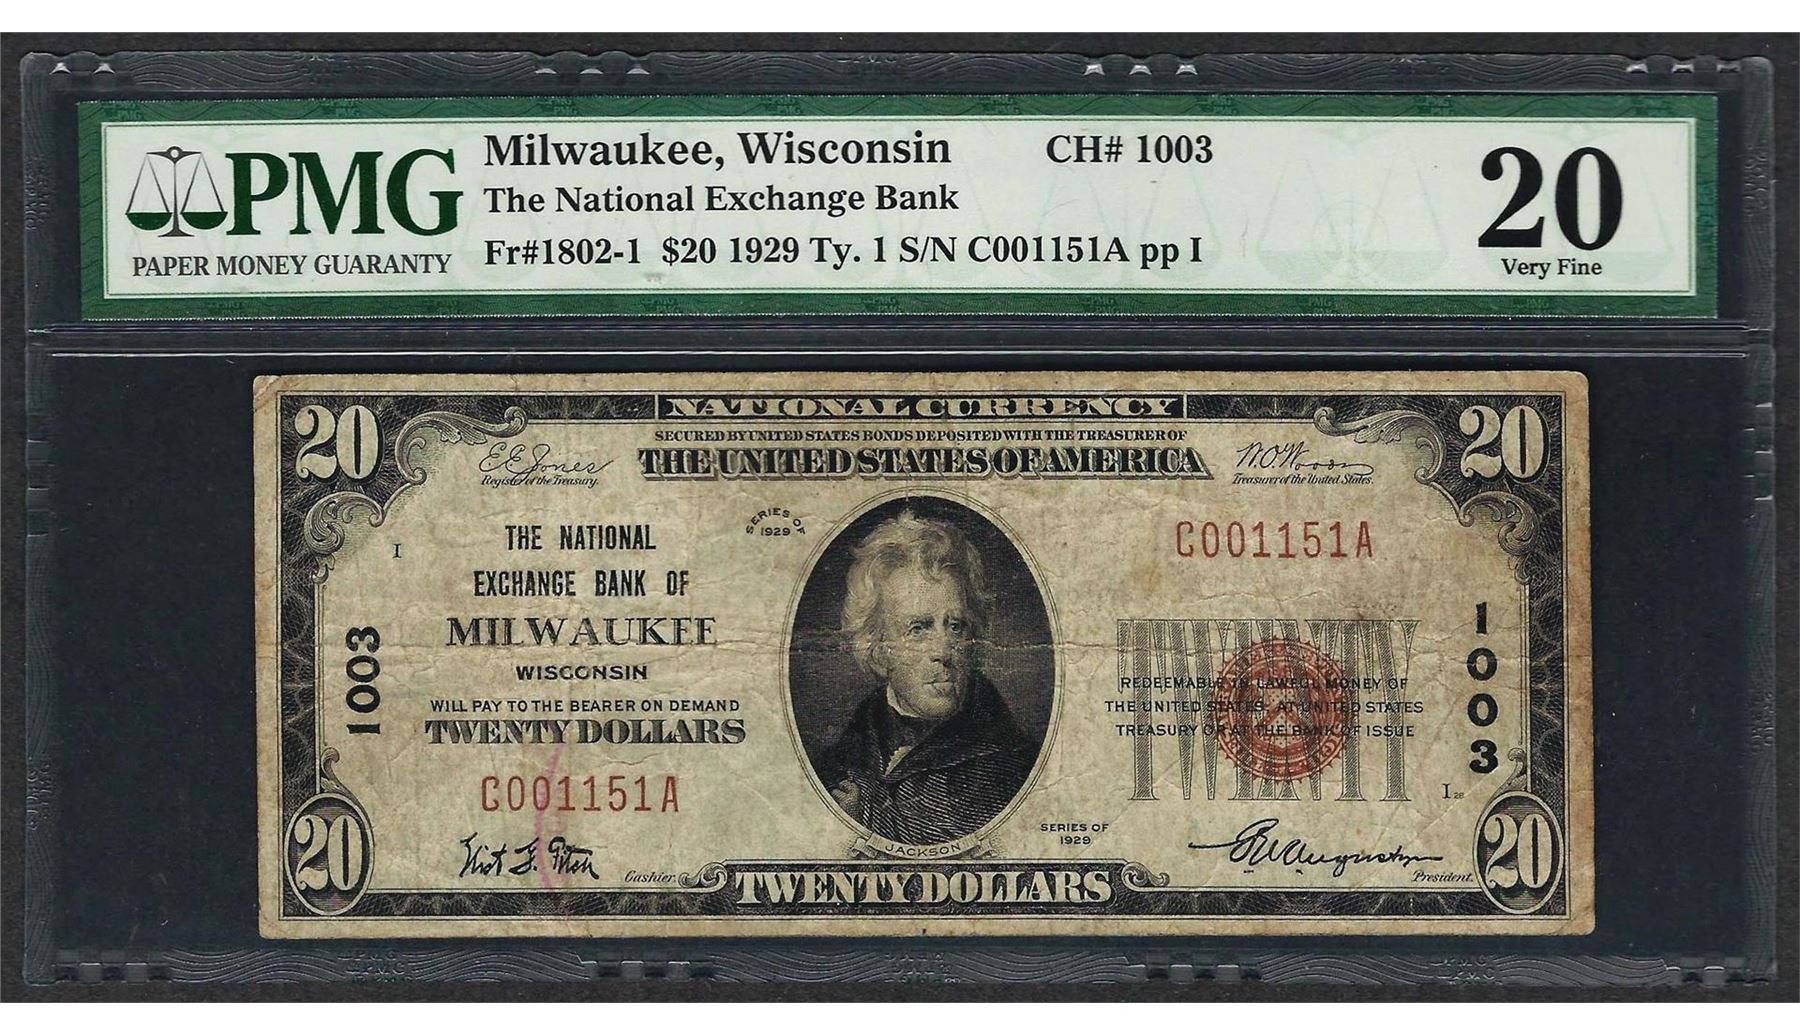 PMG
PAPER MONEY GUARANTY
Milwaukee, Wisconsin CH# 1003
The National Exchange Bank
Fr#1802-1 $20 1929 Ty. 1 S/N C001151A pp I
20
Very Fine
20 NATIONAL CURRENCY 20
SECURED BY UNITED STATES BONDS DEPOSITED WITH THE TREASURER OF
THE UNITED STATES OF AMERICA
E.E. Jones
Register of the Treasury.
W.O. Woods
Treasurer of the United States.
SERIES OF
1929
I
THE NATIONAL
EXCHANGE BANK OF
MILWAUKEE
WISCONSIN
WILL PAY TO THE BEARER ON DEMAND
TWENTY DOLLARS
C001151A
1003
C001151A
1003
TWENTY
REDEEMABLE IN LAWFUL MONEY OF
THE UNITED STATES AT UNITED STATES
TREASURY OR AT THE BANK OF ISSUE
I 28
SERIES OF
1929
JACKSON
Cashier.
President.
20 TWENTY DOLLARS 20